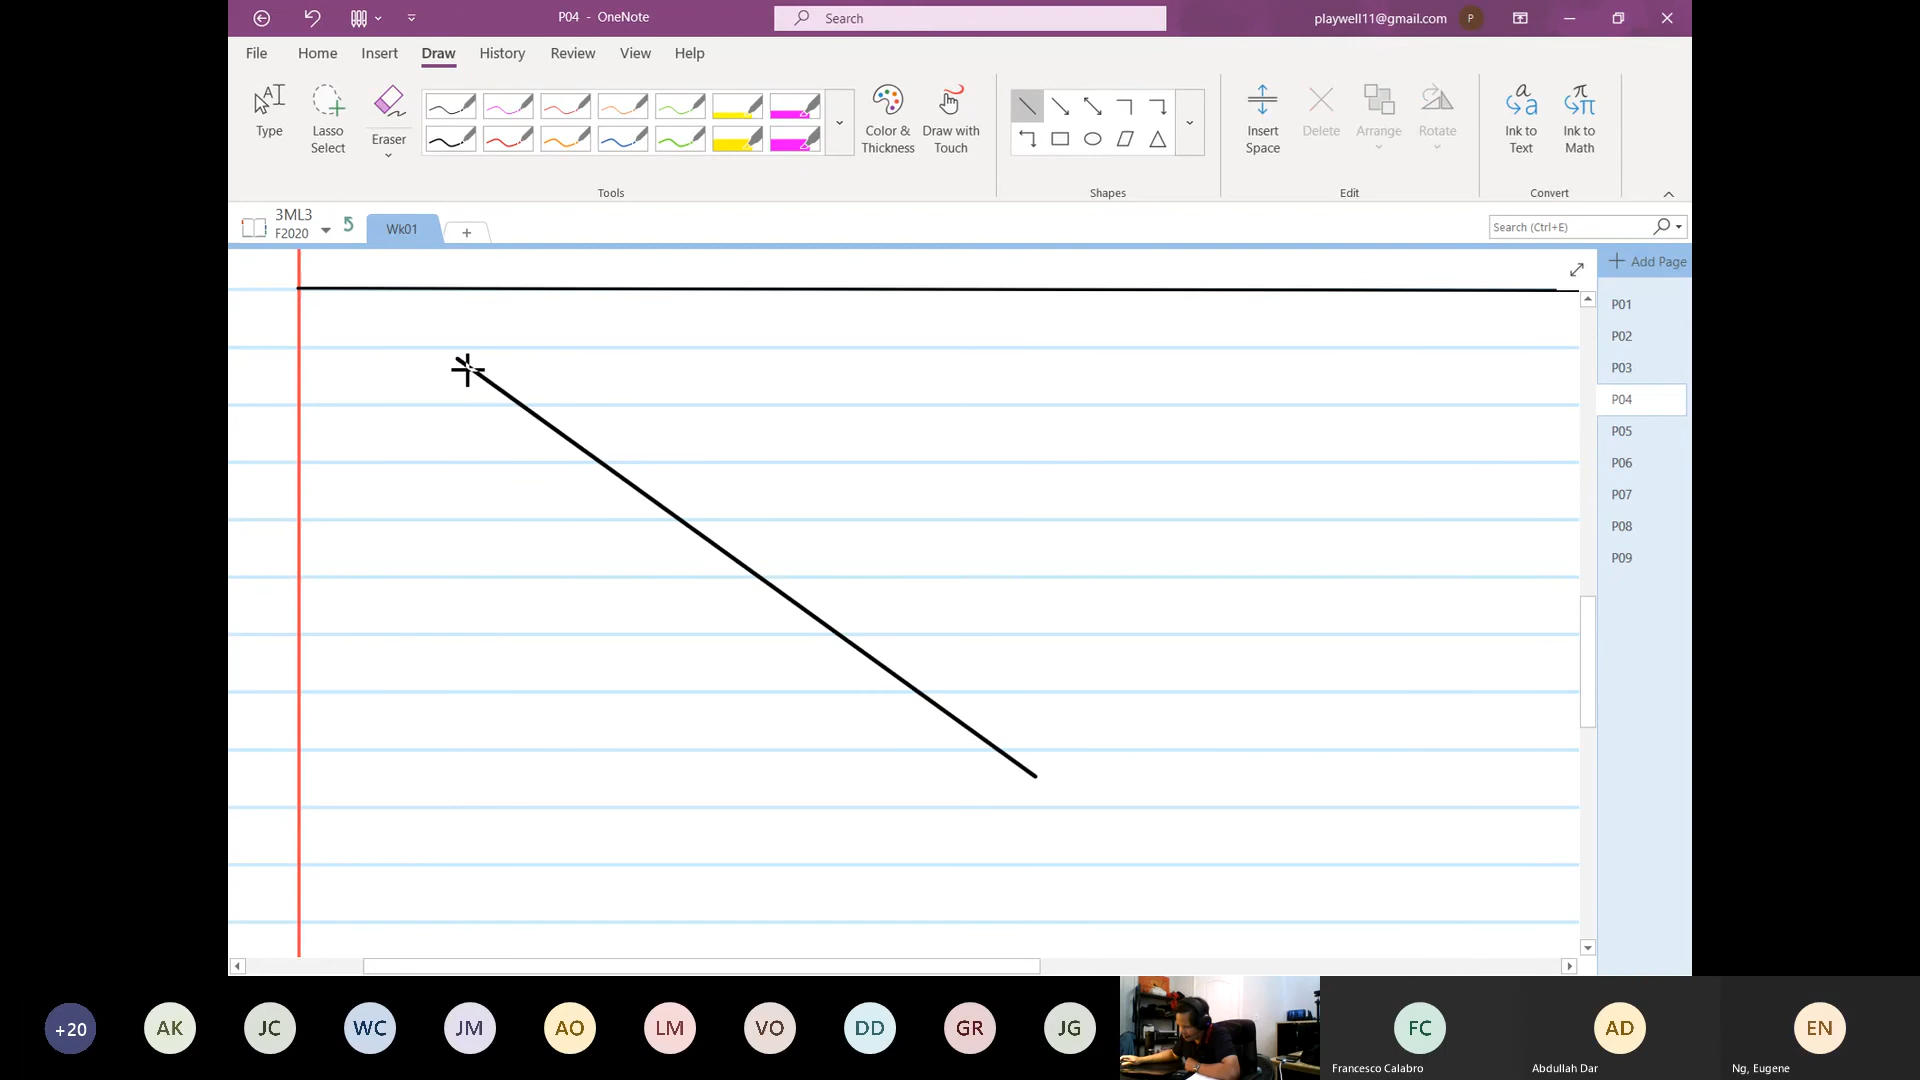 P04 - OneNote
Search
playwell11@gmail.com
P
File
Home
Insert
Draw
History
Review
View
Help
Type
Lasso
Select
Eraser
Color &
Thickness
Draw with
Touch
Insert
Space
Delete
Arrange
Rotate
Ink to
Text
Ink to
Math
Tools
Shapes
Edit
Convert
3ML3
F2020
Wk01
Search (Ctrl+E)
Add Page
P01
P02
P03
P04
P05
P06
P07
P08
P09
+20
AK
JC
WC
JM
AO
LM
VO
DD
GR
JG
FC
AD
EN
Francesco Calabro
Abdullah Dar
Ng, Eugene